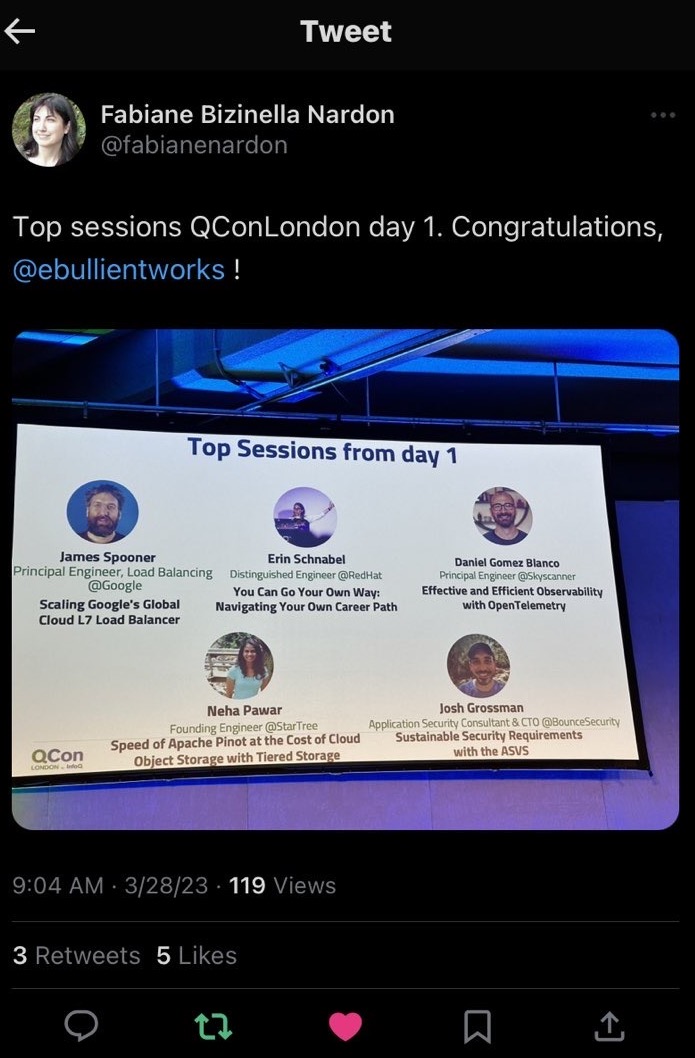 Tweet
Fabiane Bizinella Nardon
@fabianenardon
Top sessions QConLondon day 1. Congratulations,
@ebullientworks !
Top Sessions from day 1
James Spooner
Principal Engineer, Load Balancing
@Google
Scaling Google's Global
Cloud L7 Load Balancer
Erin Schnabel
Distinguished Engineer @RedHat
You Can Go Your Own Way:
Navigating Your Own Career Path
Daniel Gomez Blanco
Principal Engineer @Skyscanner
Effective and Efficient Observability
with OpenTelemetry
Neha Pawar
Founding Engineer @StarTree
Speed of Apache Pinot at the Cost of Cloud
Object Storage with Tiered Storage
Josh Grossman
Application Security Consultant & CTO @BounceSecurity
Sustainable Security Requirements
with the ASVS
QCon
LONDON by InfoQ
9:04 AM · 3/28/23 · 119 Views
3 Retweets 5 Likes